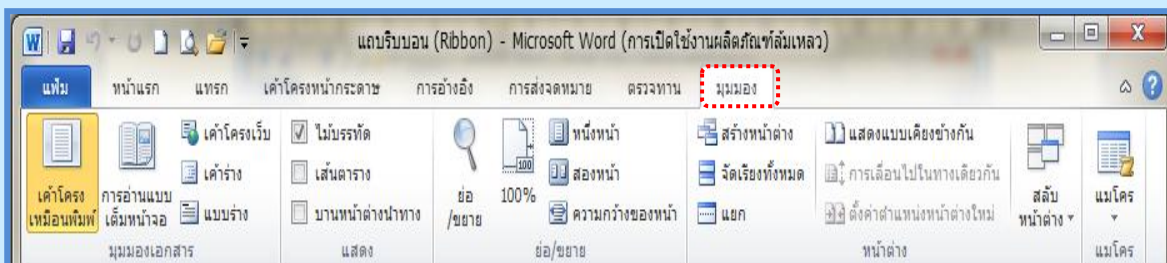 แถบริบบอน (Ribbon) - Microsoft Word (การเปิดใช้งานผลิตภัณฑ์ล้มเหลว)
แฟ้ม หน้าแรก แทรก เค้าโครงหน้ากระดาษ การอ้างอิง การส่งจดหมาย ตรวจทาน มุมมอง
เค้าโครง
เหมือนพิมพ์
การอ่านแบบ
เต็มหน้าจอ
เค้าโครงเว็บ
เค้าร่าง
แบบร่าง
มุมมองเอกสาร
ไม้บรรทัด
เส้นตาราง
บานหน้าต่างนำทาง
แสดง
ย่อ
/ขยาย
100
100%
หนึ่งหน้า
สองหน้า
ความกว้างของหน้า
ย่อ/ขยาย
สร้างหน้าต่าง
จัดเรียงทั้งหมด
แยก
แสดงแบบเคียงข้างกัน
การเลื่อนไปในทางเดียวกัน
ตั้งค่าตำแหน่งหน้าต่างใหม่
สลับ
หน้าต่าง
หน้าต่าง
แมโคร
แมโคร